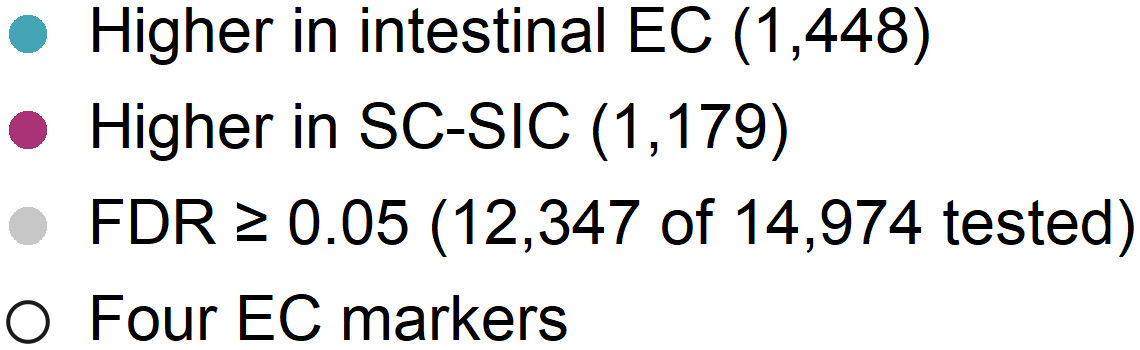 Higher in intestinal EC (1,448)
Higher in SC-SIC (1,179)
FDR ≥ 0.05 (12,347 of 14,974 tested)
Four EC markers